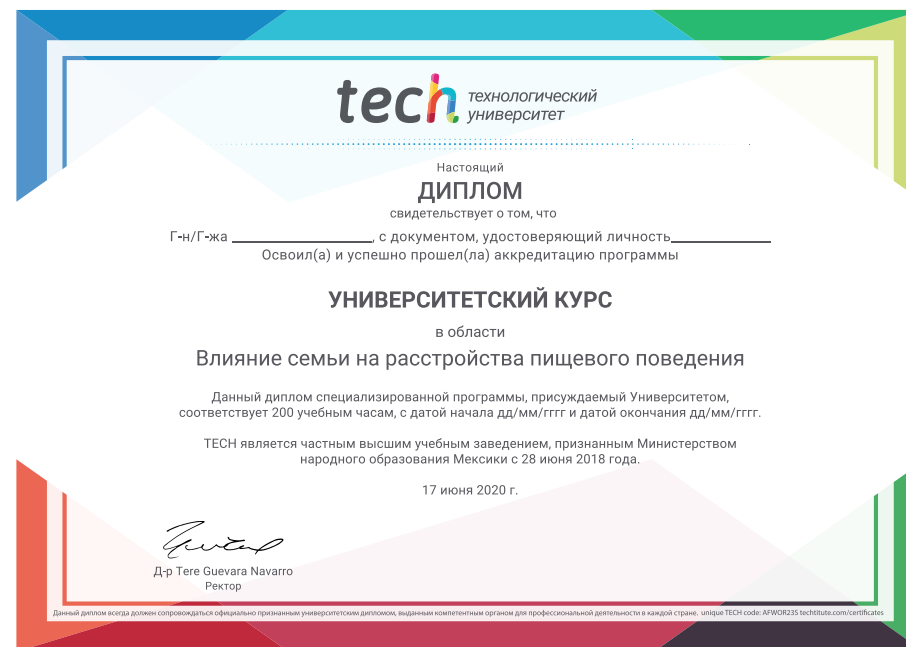 tech технологический университет
Настоящий
ДИПЛОМ
свидетельствует о том, что
Г-н/Г-жа ____________________, с документом, удостоверяющий личность______________
Освоил(а) и успешно прошел(ла) аккредитацию программы
УНИВЕРСИТЕТСКИЙ КУРС
в области
Влияние семьи на расстройства пищевого поведения
Данный диплом специализированной программы, присуждаемый Университетом,
соответствует 200 учебным часам, с датой начала дд/мм/гггг и датой окончания дд/мм/гггг.
TECH является частным высшим учебным заведением, признанным Министерством
народного образования Мексики с 28 июня 2018 года.
17 июня 2020 г.
Д-р Tere Guevara Navarro
Ректор
Данный диплом всегда должен сопровождаться официально признанным университетским дипломом, выданным компетентным органом для профессиональной деятельности в каждой стране. unique TECH code: AFWOR23S techtitute.com/certificates